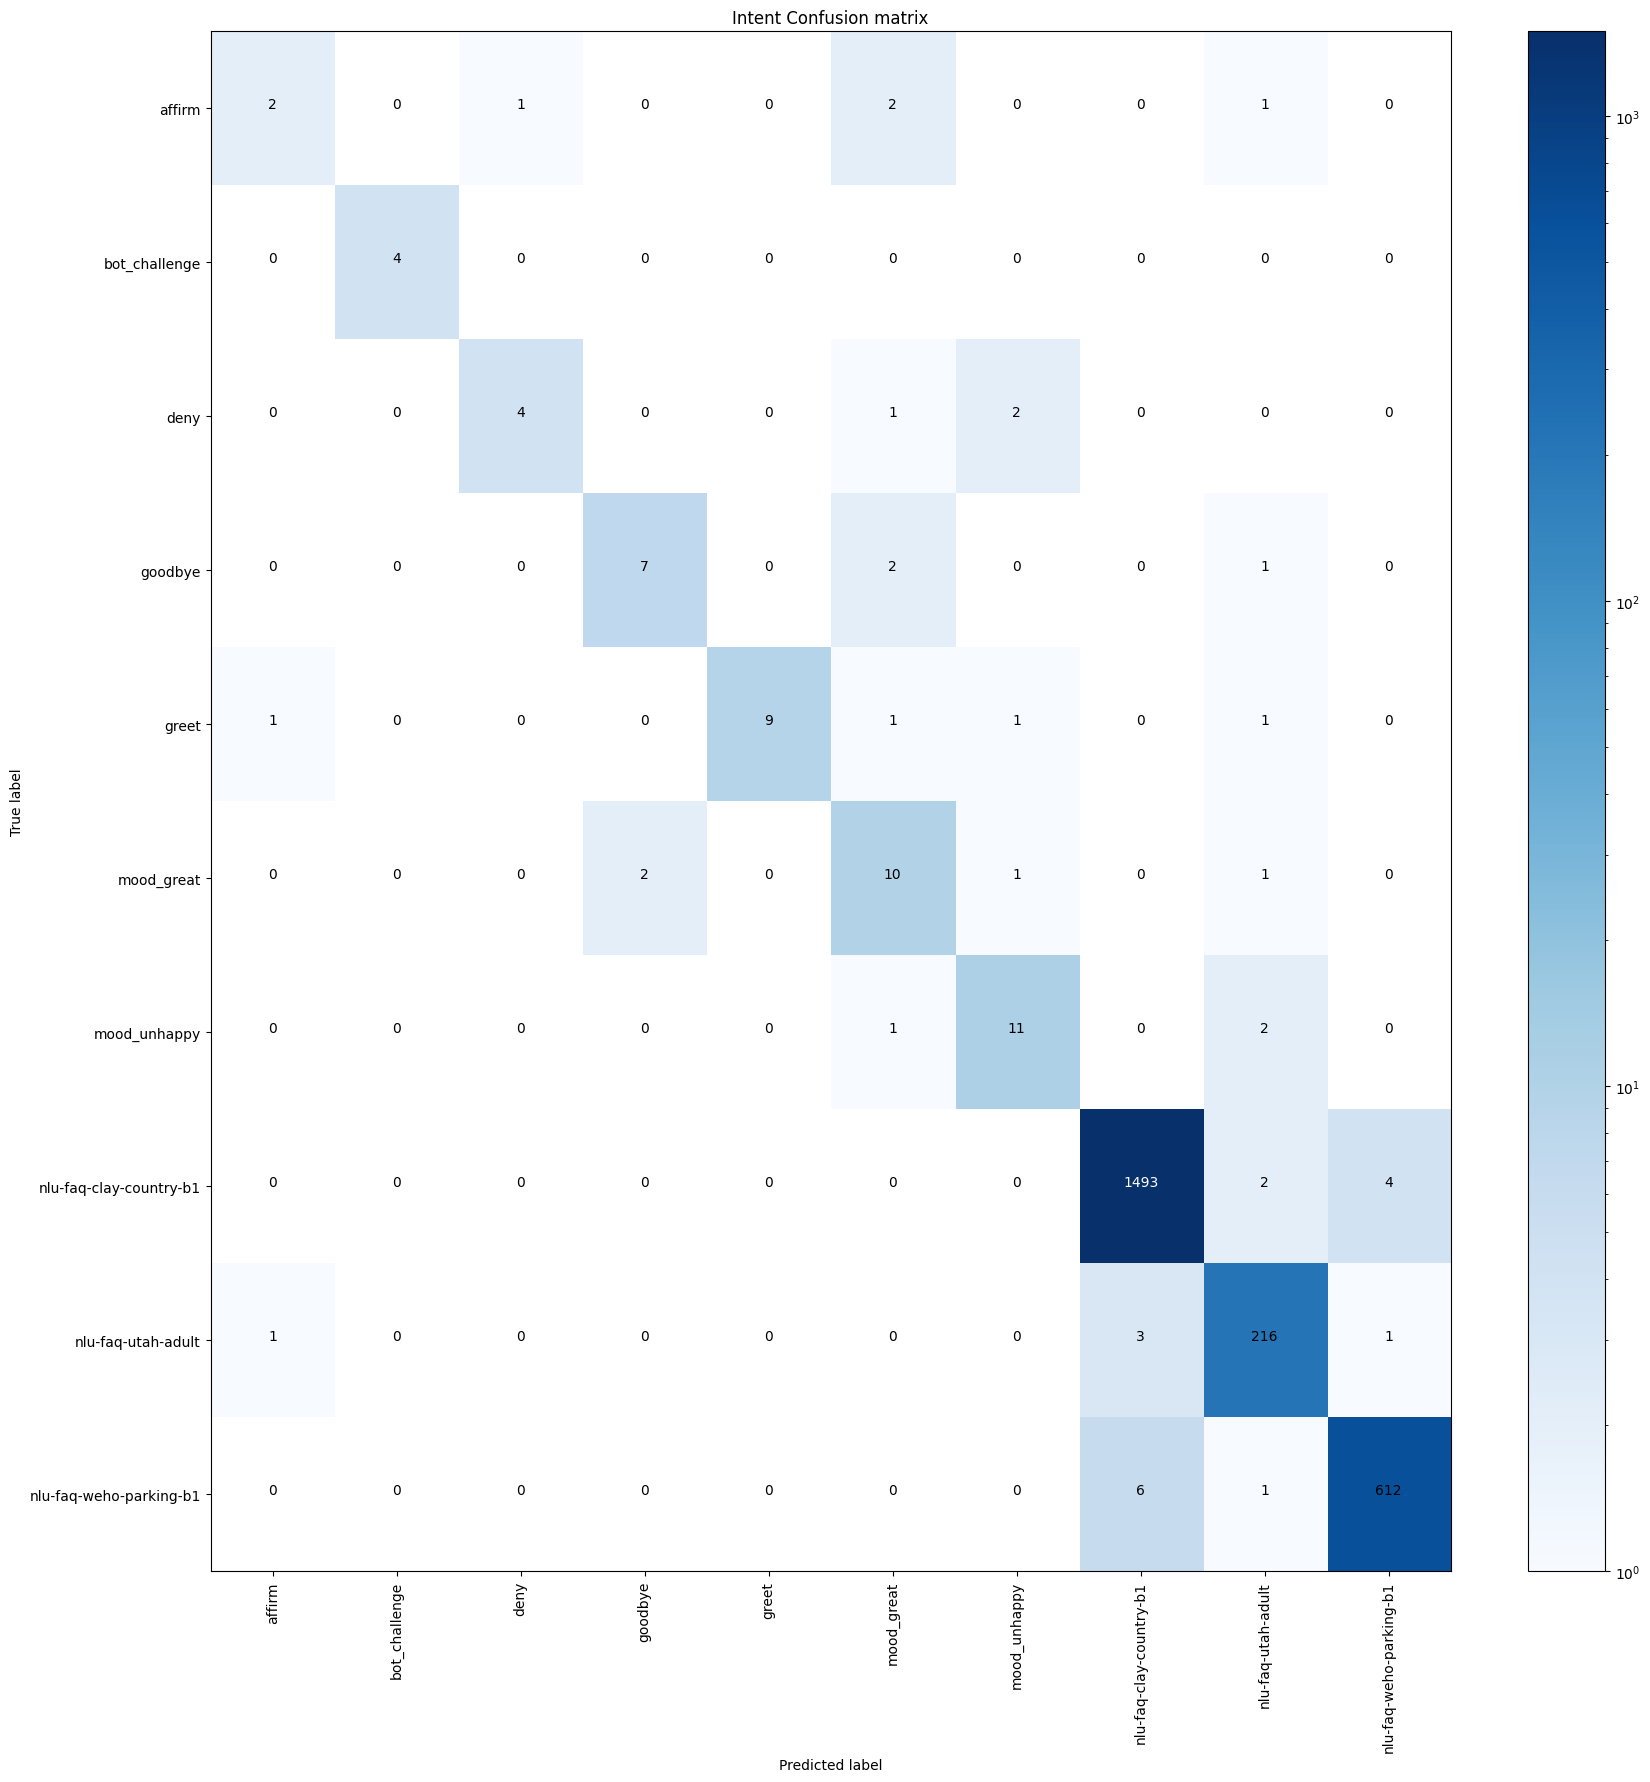 Intent Confusion matrix
affirm 2 0 1 0 0 2 0 0 1 0
bot_challenge 0 4 0 0 0 0 0 0 0 0
deny 0 0 4 0 0 1 2 0 0 0
goodbye 0 0 0 7 0 2 0 0 1 0
greet 1 0 0 0 9 1 1 0 1 0
mood_great 0 0 0 2 0 10 1 0 1 0
mood_unhappy 0 0 0 0 0 1 11 0 2 0
nlu-faq-clay-country-b1 0 0 0 0 0 0 0 1493 2 4
nlu-faq-utah-adult 1 0 0 0 0 0 0 3 216 1
nlu-faq-weho-parking-b1 0 0 0 0 0 0 0 6 1 612
True label
affirm
bot_challenge
deny
goodbye
greet
mood_great
mood_unhappy
nlu-faq-clay-country-b1
nlu-faq-utah-adult
nlu-faq-weho-parking-b1
Predicted label
10³
10²
10¹
10⁰